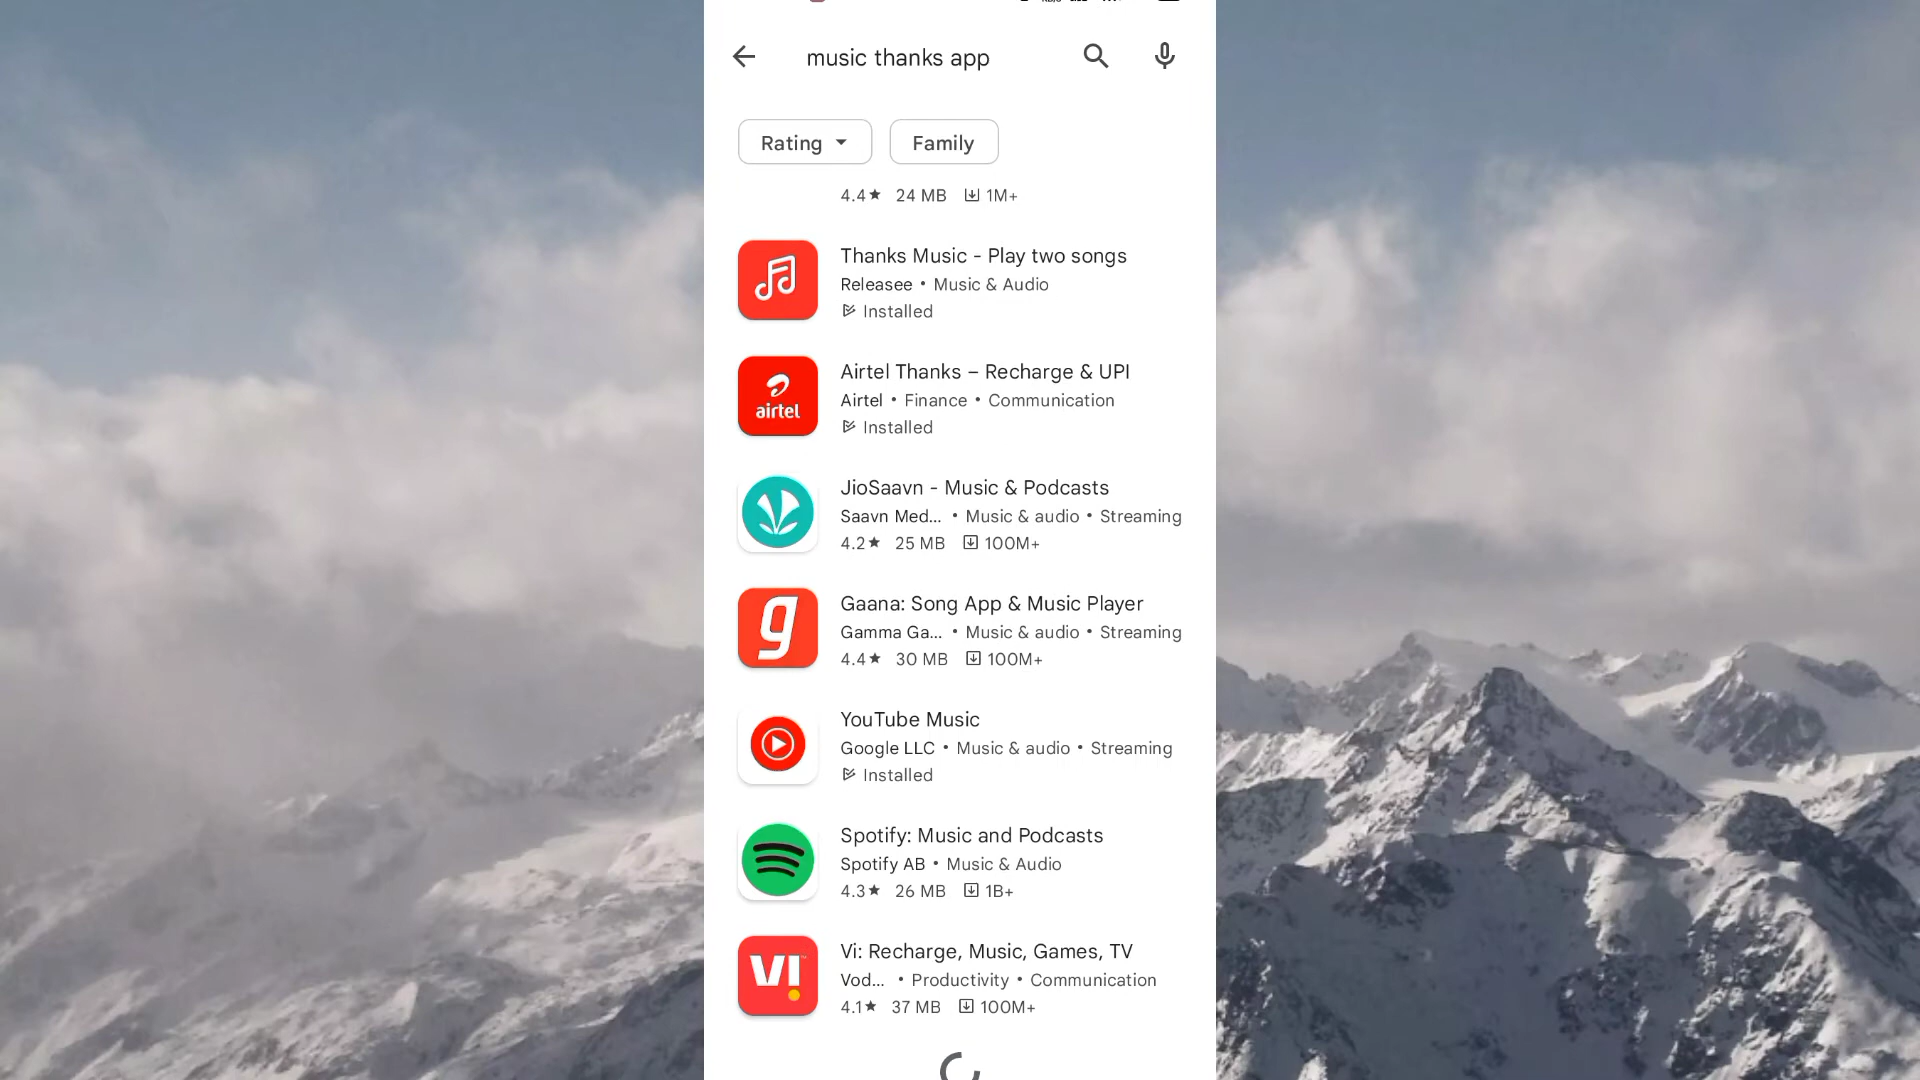 music thanks app
Rating
Family
4.4★ 24 MB 1M+
Thanks Music - Play two songs
Releasee • Music & Audio
Installed
airtel
Airtel Thanks – Recharge & UPI
Airtel • Finance • Communication
Installed
JioSaavn - Music & Podcasts
Saavn Med... • Music & audio • Streaming
4.2★ 25 MB 100M+
g
Gaana: Song App & Music Player
Gamma Ga... • Music & audio • Streaming
4.4★ 30 MB 100M+
YouTube Music
Google LLC • Music & audio • Streaming
Installed
Spotify: Music and Podcasts
Spotify AB • Music & Audio
4.3★ 26 MB 1B+
VI
Vi: Recharge, Music, Games, TV
Vod... • Productivity • Communication
4.1★ 37 MB 100M+